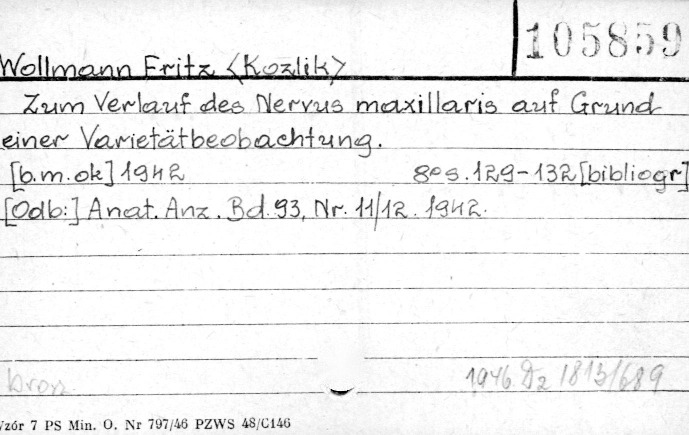 105859
Wollmann Fritz <Kozlik>
Zum Verlauf des Nervus maxillaris auf Grund
einer Varietätbeobachtung.
[b.m.ok] 1942 8° s. 129-132 [bibliogr]
[Odb:] Anat. Anz. Bd. 93, Nr. 11/12. 1942.
brosz.
1946. Dz 1813/689
Wzór 7 PS Min. O. Nr 797/46 PZWS 48/C146